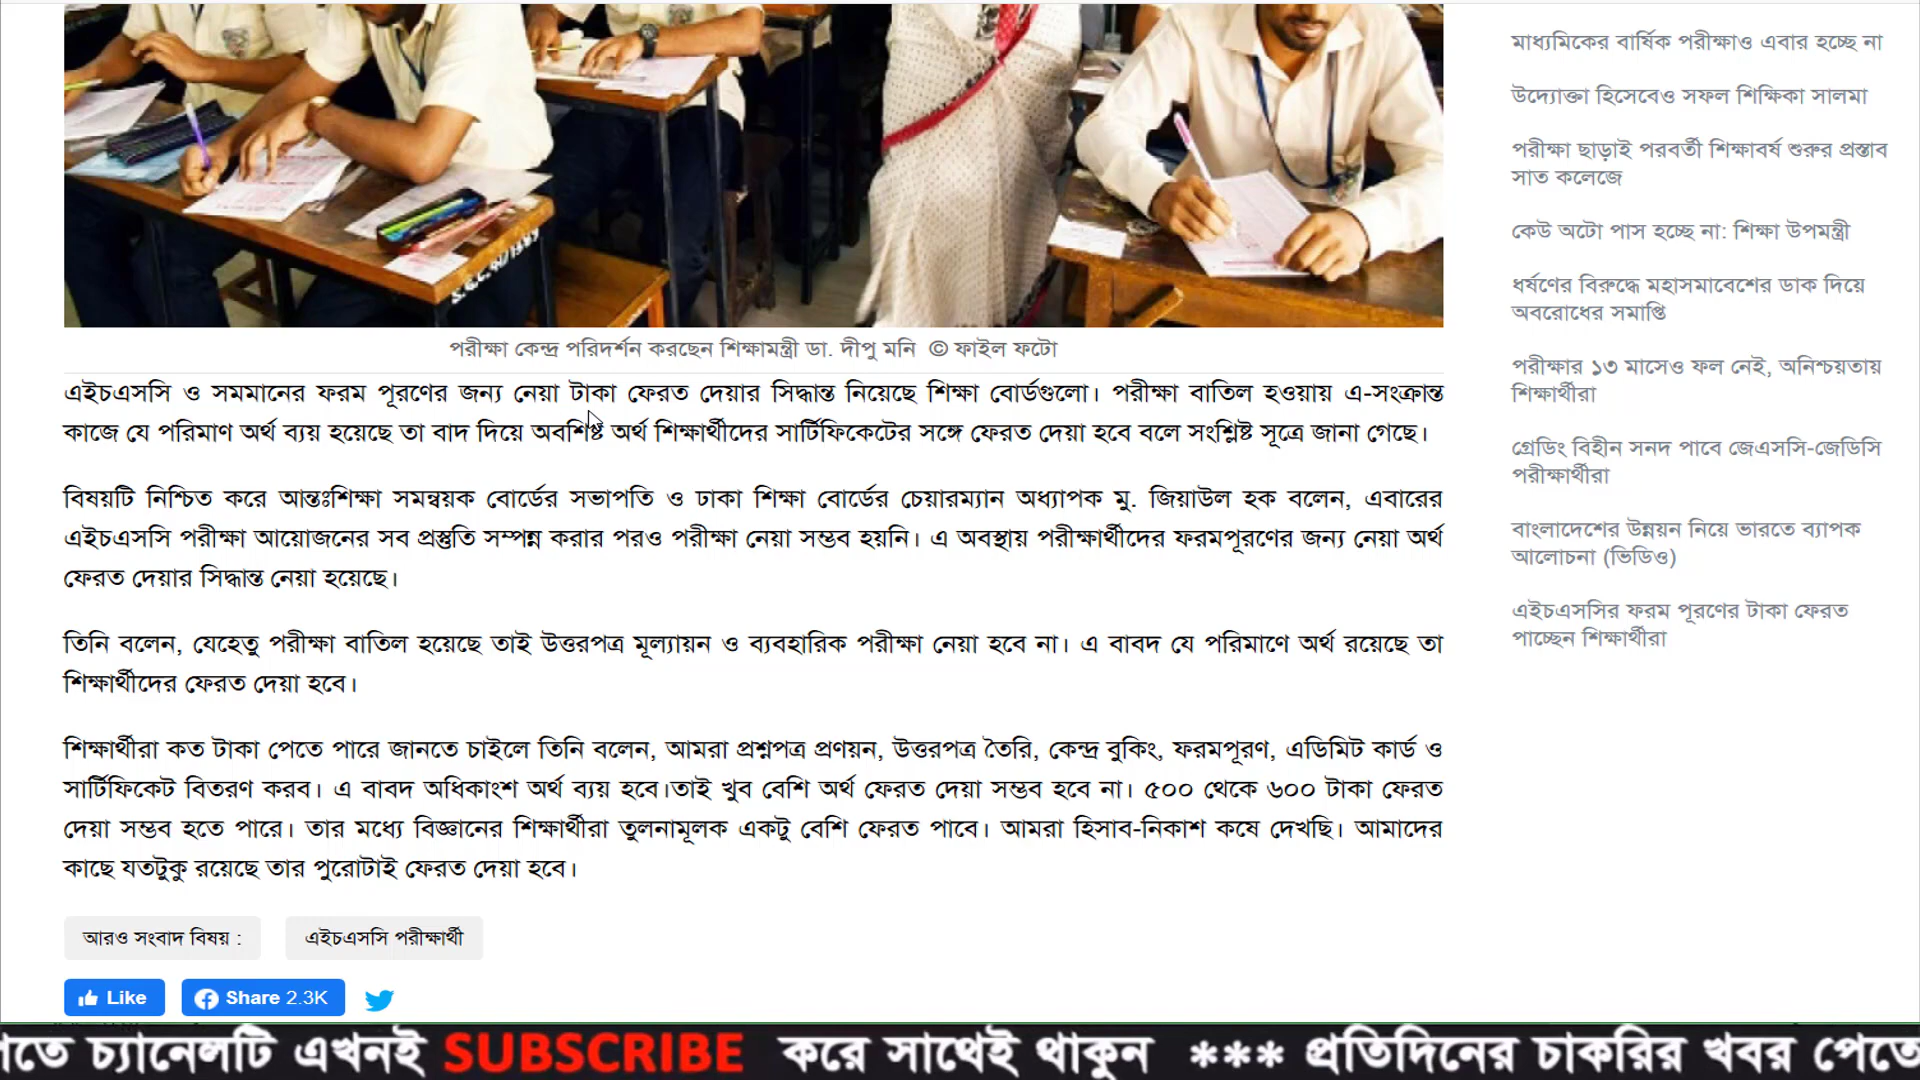 পরীক্ষা কেন্দ্র পরিদর্শন করছেন শিক্ষামন্ত্রী ডা. দীপু মনি © ফাইল ফটো
এইচএসসি ও সমমানের ফরম পূরণের জন্য নেয়া টাকা ফেরত দেয়ার সিদ্ধান্ত নিয়েছে শিক্ষা বোর্ডগুলো। পরীক্ষা বাতিল হওয়ায় এ-সংক্রান্ত
কাজে যে পরিমাণ অর্থ ব্যয় হয়েছে তা বাদ দিয়ে অবশিষ্ট অর্থ শিক্ষার্থীদের সার্টিফিকেটের সঙ্গে ফেরত দেয়া হবে বলে সংশ্লিষ্ট সূত্রে জানা গেছে।
বিষয়টি নিশ্চিত করে আন্তঃশিক্ষা সমন্বয়ক বোর্ডের সভাপতি ও ঢাকা শিক্ষা বোর্ডের চেয়ারম্যান অধ্যাপক মু. জিয়াউল হক বলেন, এবারের
এইচএসসি পরীক্ষা আয়োজনের সব প্রস্তুতি সম্পন্ন করার পরও পরীক্ষা নেয়া সম্ভব হয়নি। এ অবস্থায় পরীক্ষার্থীদের ফরমপূরণের জন্য নেয়া অর্থ
ফেরত দেয়ার সিদ্ধান্ত নেয়া হয়েছে।
তিনি বলেন, যেহেতু পরীক্ষা বাতিল হয়েছে তাই উত্তরপত্র মূল্যায়ন ও ব্যবহারিক পরীক্ষা নেয়া হবে না। এ বাবদ যে পরিমাণে অর্থ রয়েছে তা
শিক্ষার্থীদের ফেরত দেয়া হবে।
শিক্ষার্থীরা কত টাকা পেতে পারে জানতে চাইলে তিনি বলেন, আমরা প্রশ্নপত্র প্রণয়ন, উত্তরপত্র তৈরি, কেন্দ্র বুকিং, ফরমপূরণ, এডিমিট কার্ড ও
সার্টিফিকেট বিতরণ করব। এ বাবদ অধিকাংশ অর্থ ব্যয় হবে।তাই খুব বেশি অর্থ ফেরত দেয়া সম্ভব হবে না। ৫০০ থেকে ৬০০ টাকা ফেরত
দেয়া সম্ভব হতে পারে। তার মধ্যে বিজ্ঞানের শিক্ষার্থীরা তুলনামূলক একটু বেশি ফেরত পাবে। আমরা হিসাব-নিকাশ কষে দেখছি। আমাদের
কাছে যতটুকু রয়েছে তার পুরোটাই ফেরত দেয়া হবে।
আরও সংবাদ বিষয় :
এইচএসসি পরীক্ষার্থী
Like
Share 2.3K
মাধ্যমিকের বার্ষিক পরীক্ষাও এবার হচ্ছে না
উদ্যোক্তা হিসেবেও সফল শিক্ষিকা সালমা
পরীক্ষা ছাড়াই পরবর্তী শিক্ষাবর্ষ শুরুর প্রস্তাব
সাত কলেজে
কেউ অটো পাস হচ্ছে না: শিক্ষা উপমন্ত্রী
ধর্ষণের বিরুদ্ধে মহাসমাবেশের ডাক দিয়ে
অবরোধের সমাপ্তি
পরীক্ষার ১৩ মাসেও ফল নেই, অনিশ্চয়তায়
শিক্ষার্থীরা
গ্রেডিং বিহীন সনদ পাবে জেএসসি-জেডিসি
পরীক্ষার্থীরা
বাংলাদেশের উন্নয়ন নিয়ে ভারতে ব্যাপক
আলোচনা (ভিডিও)
এইচএসসির ফরম পূরণের টাকা ফেরত
পাচ্ছেন শিক্ষার্থীরা
চ্যানেলটি এখনই SUBSCRIBE করে সাথেই থাকুন *** প্রতিদিনের চাকরির খবর পেতে